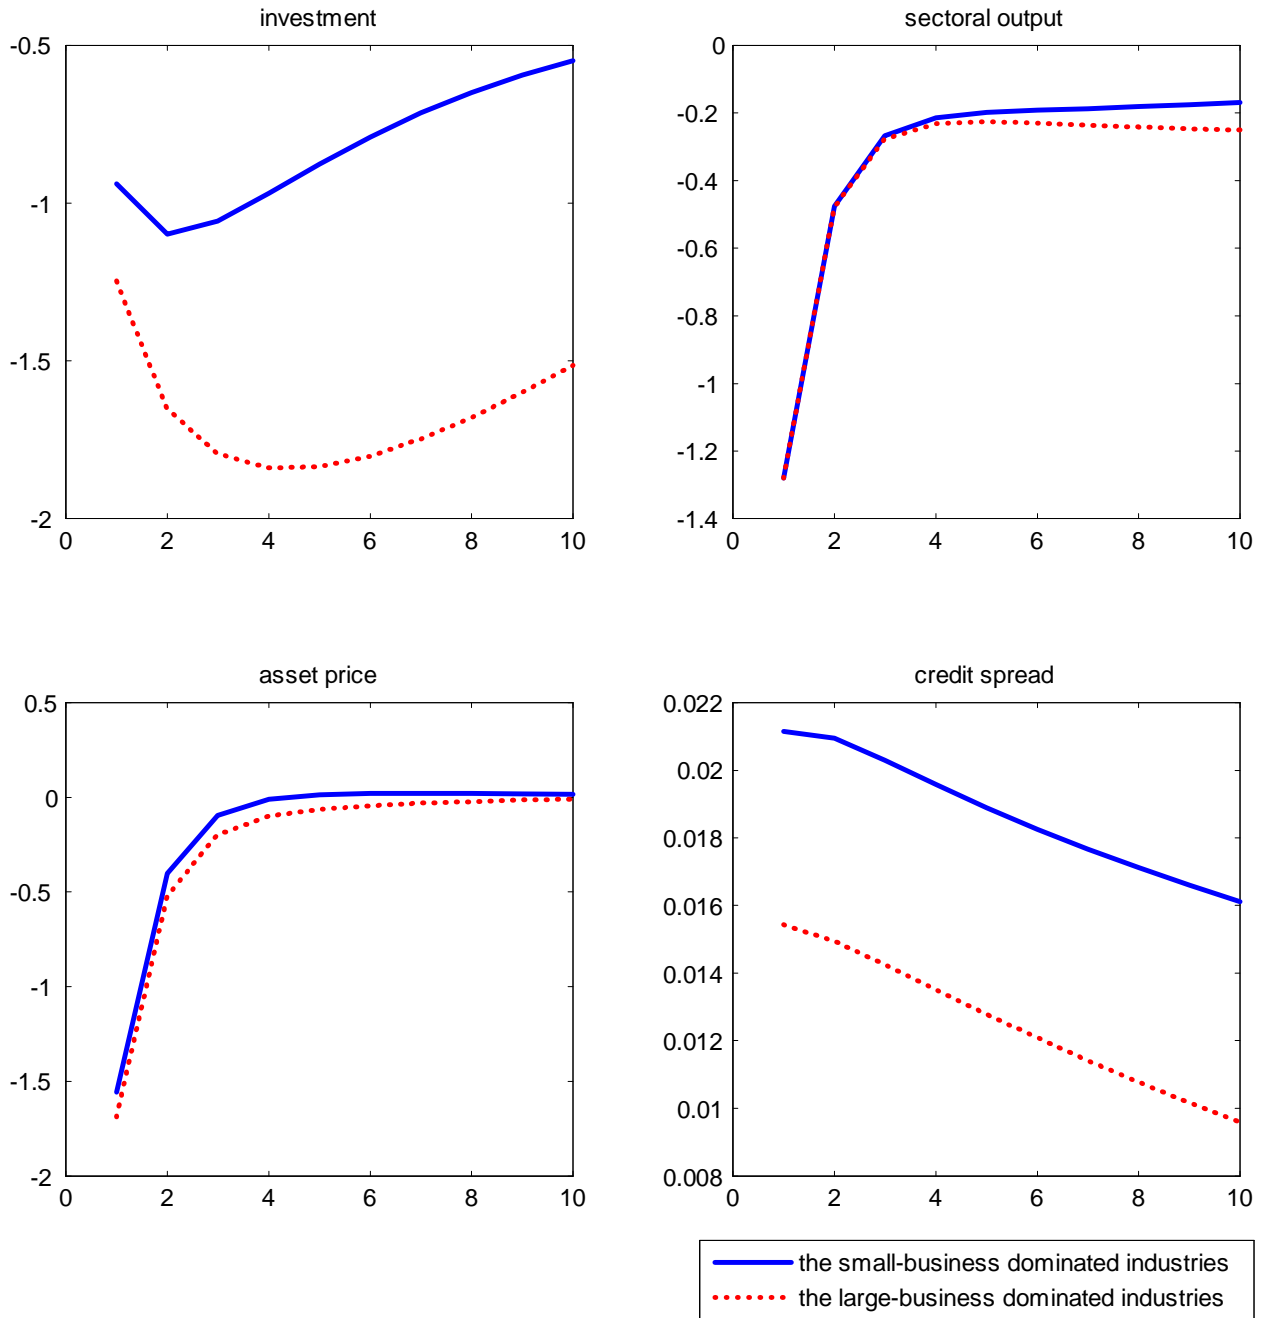 investment
-0.5
-1
-1.5
-2
0 2 4 6 8 10
sectoral output
0
-0.2
-0.4
-0.6
-0.8
-1
-1.2
-1.4
0 2 4 6 8 10
asset price
0.5
0
-0.5
-1
-1.5
-2
0 2 4 6 8 10
credit spread
0.022
0.02
0.018
0.016
0.014
0.012
0.01
0.008
0 2 4 6 8 10
the small-business dominated industries
the large-business dominated industries